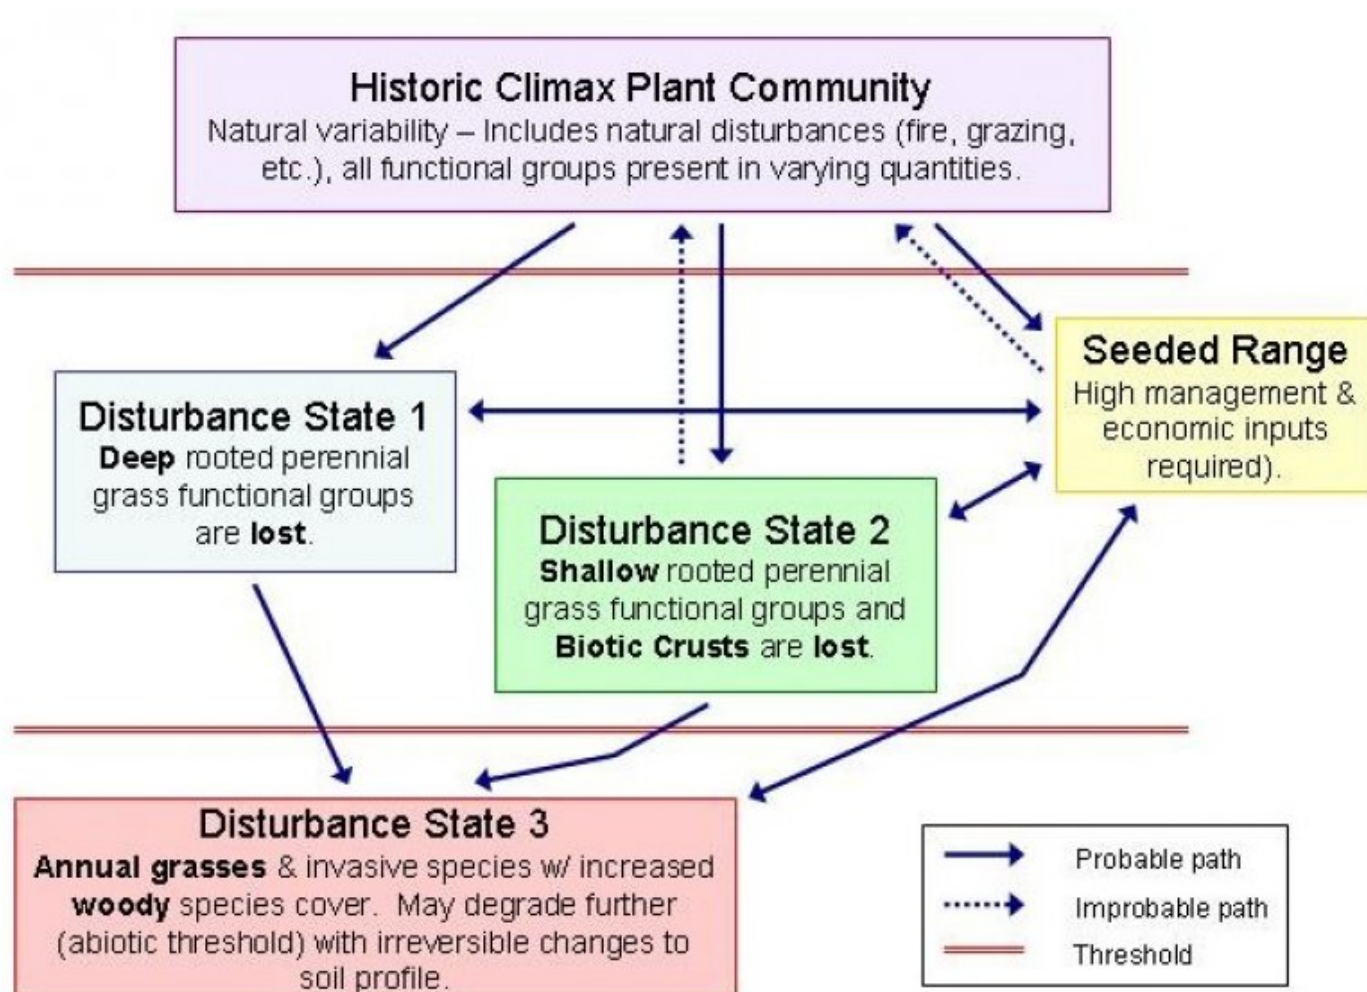 Historic Climax Plant Community
Natural variability – Includes natural disturbances (fire, grazing,
etc.), all functional groups present in varying quantities.
Seeded Range
High management &
economic inputs
required).
Disturbance State 1
Deep rooted perennial
grass functional groups
are lost.
Disturbance State 2
Shallow rooted perennial
grass functional groups and
Biotic Crusts are lost.
Disturbance State 3
Annual grasses & invasive species w/ increased
woody species cover. May degrade further
(abiotic threshold) with irreversible changes to
soil profile.
Probable path
Improbable path
Threshold